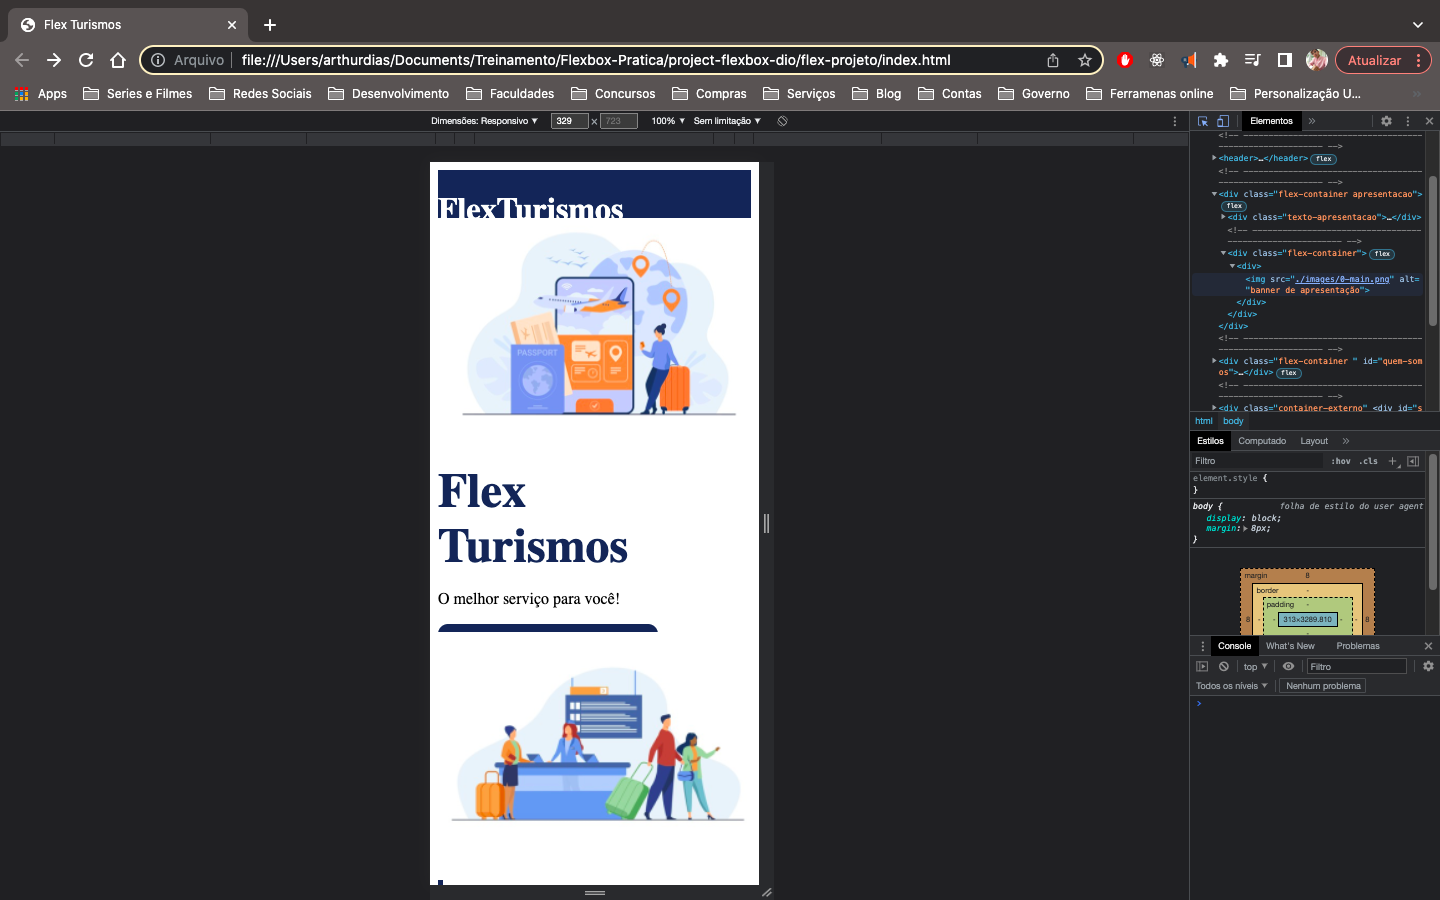 Flex Turismos
Arquivo file:///Users/arthurdias/Documents/Treinamento/Flexbox-Pratica/project-flexbox-dio/flex-projeto/index.html Atualizar
Apps Series e Filmes Redes Sociais Desenvolvimento Faculdades Concursos Compras Serviços Blog Contas Governo Ferramenas online Personalização U...
Dimensões: Responsivo 329 x 723 100% Sem limitação
Elementos »
<!-- -----------------------------------
--------------------- -->
<header>…</header> flex
<!-- -----------------------------------
--------------------- -->
<div class="flex-container apresentacao">
flex
<div class="texto-apresentacao">…</div>
<!-- ----------------------------------
----------------------- -->
<div class="flex-container"> flex
<div>
<img src="./images/0-main.png" alt=
"banner de apresentação">
</div>
</div>
</div>
<!-- -----------------------------------
--------------------- -->
<div class="flex-container " id="quem-som
os">…</div> flex
<!-- -----------------------------------
--------------------- -->
<div class="container-externo" <div id="s
html body
Estilos Computado Layout »
Filtro :hov .cls +
element.style {
}
body { folha de estilo do user agent
display: block;
margin: 8px;
}
margin 8
border -
padding -
8 - - 313×3289.810 - - 8
-
Console What's New Problemas
top Filtro
Todos os níveis Nenhum problema
>
FlexTurismos
PASSPORT
Flex
Turismos
O melhor serviço para você!